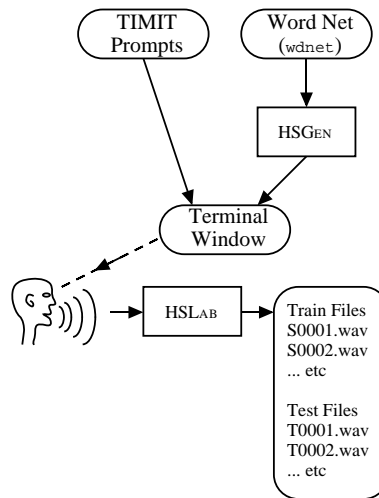 TIMIT
Prompts
Word Net
(wdnet)
HSGEN
Terminal
Window
HSLAB
Train Files
S0001.wav
S0002.wav
... etc
Test Files
T0001.wav
T0002.wav
... etc